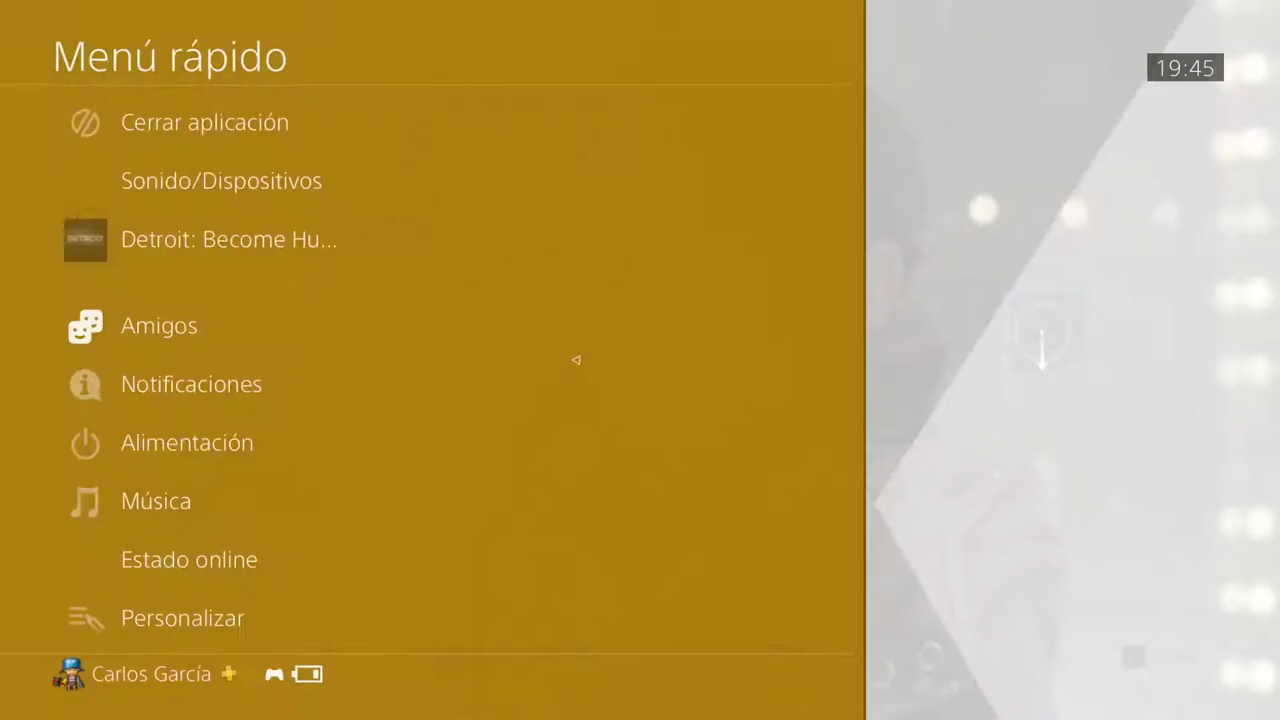 Menú rápido
19:45
Cerrar aplicación
Sonido/Dispositivos
DETROIT
Detroit: Become Hu...
Amigos
Notificaciones
Alimentación
Música
Estado online
Personalizar
Carlos García